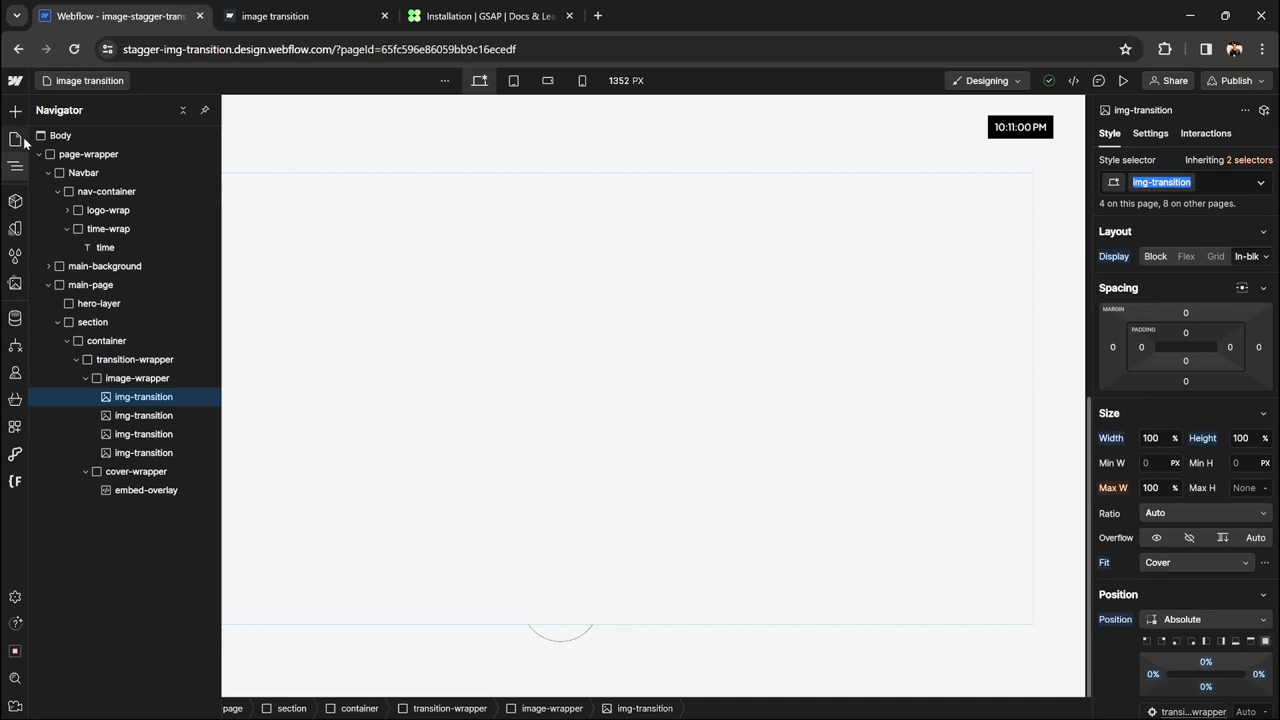 Webflow - image-stagger-trans
image transition
Installation | GSAP | Docs & Lea
stagger-img-transition.design.webflow.com/?pageId=65fc596e86059bb9c16ecedf
image transition
1352 PX
Designing
Share
Publish
Navigator
Body
page-wrapper
Navbar
nav-container
logo-wrap
time-wrap
time
main-background
main-page
hero-layer
section
container
transition-wrapper
image-wrapper
img-transition
img-transition
img-transition
img-transition
cover-wrapper
embed-overlay
10:11:00 PM
img-transition
Style Settings Interactions
Style selector Inheriting 2 selectors
img-transition
4 on this page, 8 on other pages.
Layout
Display Block Flex Grid In-blk
Spacing
MARGIN 0
PADDING 0
0 0 0 0
0
0
Size
Width 100 % Height 100 %
Min W 0 PX Min H 0 PX
Max W 100 % Max H None -
Ratio Auto
Overflow Auto
Fit Cover
Position
Position Absolute
0%
0% 0%
0%
transi...wrapper Auto -
-page section container transition-wrapper image-wrapper img-transition